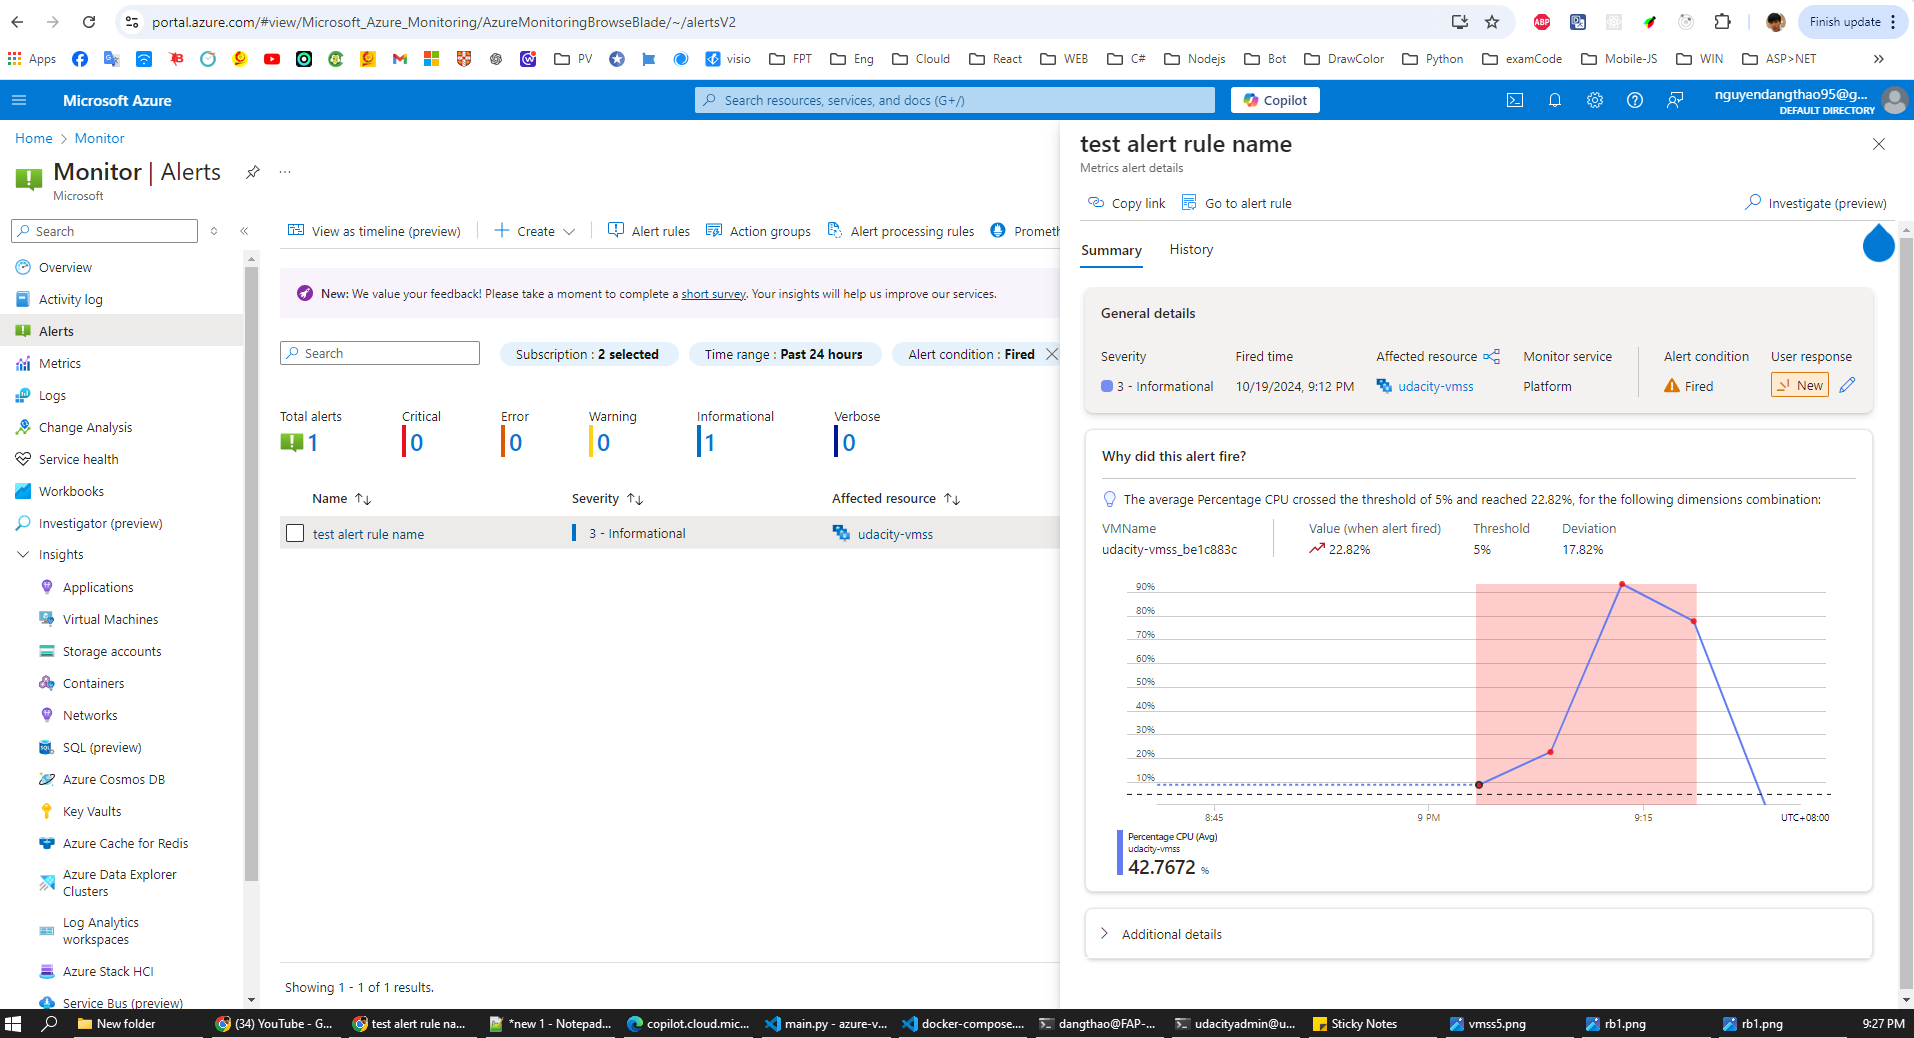 portal.azure.com/#view/Microsoft_Azure_Monitoring/AzureMonitoringBrowseBlade/~/alertsV2
Finish update
Apps
PV
visio
FPT
Eng
Clould
React
WEB
C#
Nodejs
Bot
DrawColor
Python
examCode
Mobile-JS
WIN
ASP>NET
Microsoft Azure
Search resources, services, and docs (G+/)
Copilot
nguyendangthao95@g...
DEFAULT DIRECTORY
Home > Monitor
Monitor | Alerts
Microsoft
Search
Overview
Activity log
Alerts
Metrics
Logs
Change Analysis
Service health
Workbooks
Investigator (preview)
Insights
Applications
Virtual Machines
Storage accounts
Containers
Networks
SQL (preview)
Azure Cosmos DB
Key Vaults
Azure Cache for Redis
Azure Data Explorer
Clusters
Log Analytics
workspaces
Azure Stack HCI
Service Bus (preview)
View as timeline (preview)
Create
Alert rules
Action groups
Alert processing rules
Prometh
New: We value your feedback! Please take a moment to complete a short survey. Your insights will help us improve our services.
Search
Subscription : 2 selected
Time range : Past 24 hours
Alert condition : Fired
Total alerts
1
Critical
0
Error
0
Warning
0
Informational
1
Verbose
0
Name
Severity
Affected resource
test alert rule name
3 - Informational
udacity-vmss
Showing 1 - 1 of 1 results.
test alert rule name
Metrics alert details
Copy link
Go to alert rule
Investigate (preview)
Summary
History
General details
Severity
3 - Informational
Fired time
10/19/2024, 9:12 PM
Affected resource
udacity-vmss
Monitor service
Platform
Alert condition
Fired
User response
New
Why did this alert fire?
The average Percentage CPU crossed the threshold of 5% and reached 22.82%, for the following dimensions combination:
VMName
udacity-vmss_be1c883c
Value (when alert fired)
22.82%
Threshold
5%
Deviation
17.82%
90%
80%
70%
60%
50%
40%
30%
20%
10%
8:45
9 PM
9:15
UTC+08:00
Percentage CPU (Avg)
udacity-vmss
42.7672 %
Additional details
New folder
(34) YouTube - G...
test alert rule na...
*new 1 - Notepad...
copilot.cloud.mic...
main.py - azure-v...
docker-compose....
dangthao@FAP-...
udacityadmin@u...
Sticky Notes
vmss5.png
rb1.png
rb1.png
9:27 PM